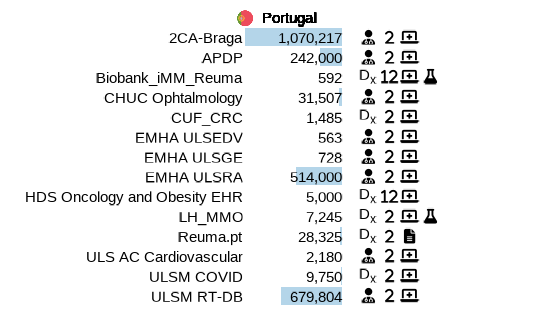 Portugal
2CA-Braga 1,070,217 2
APDP 242,000 2
Biobank_iMM_Reuma 592 Dx 12
CHUC Ophtalmology 31,507 2
CUF_CRC 1,485 Dx 2
EMHA ULSEDV 563 2
EMHA ULSGE 728 2
EMHA ULSRA 514,000 2
HDS Oncology and Obesity EHR 5,000 Dx 12
LH_MMO 7,245 Dx 2
Reuma.pt 28,325 Dx 2
ULS AC Cardiovascular 2,180 2
ULSM COVID 9,750 Dx 2
ULSM RT-DB 679,804 2